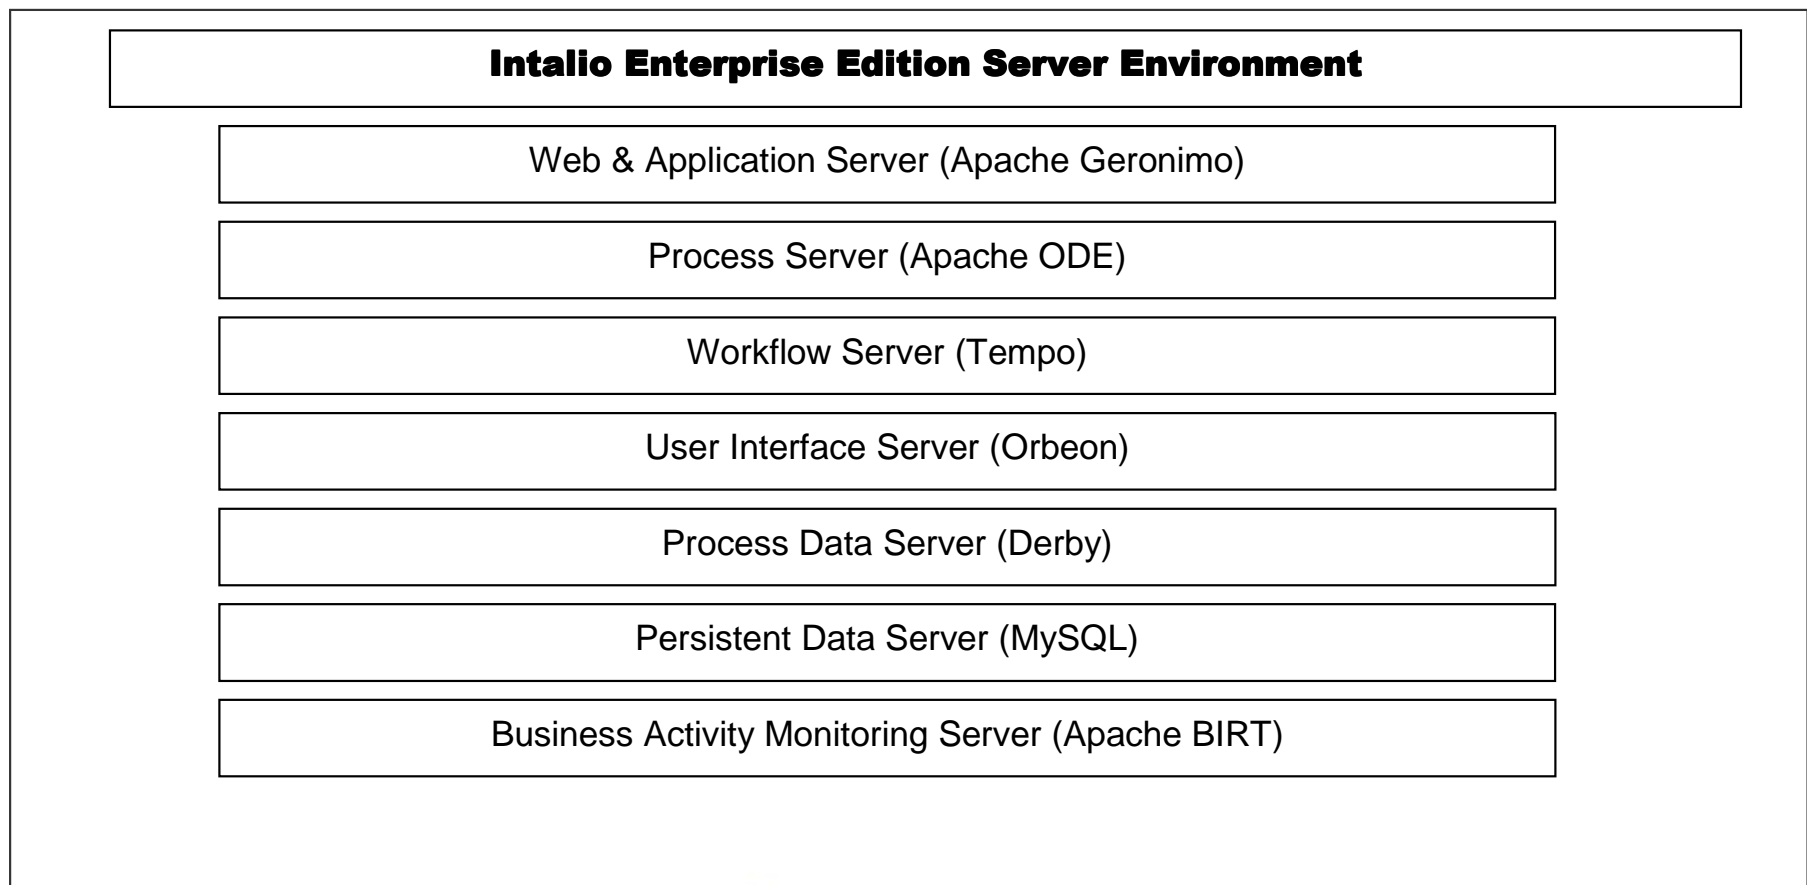 Intalio Enterprise Edition Server Environment
Web & Application Server (Apache Geronimo)
Process Server (Apache ODE)
Workflow Server (Tempo)
User Interface Server (Orbeon)
Process Data Server (Derby)
Persistent Data Server (MySQL)
Business Activity Monitoring Server (Apache BIRT)